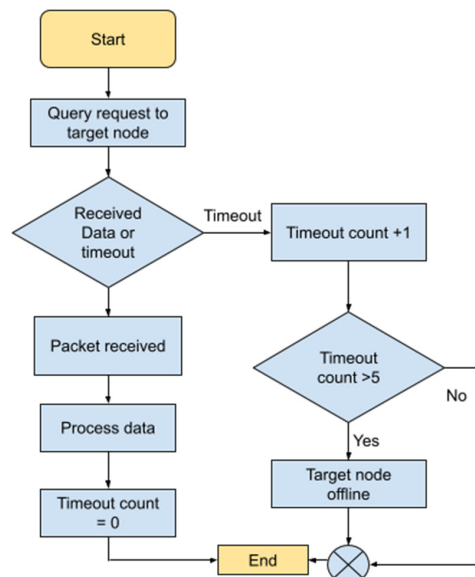 Start
Query request to
target node
Received
Data or
timeout
Timeout
Timeout count +1
Packet received
Timeout
count >5
No
Process data
Yes
Target node
offline
Timeout count
= 0
End